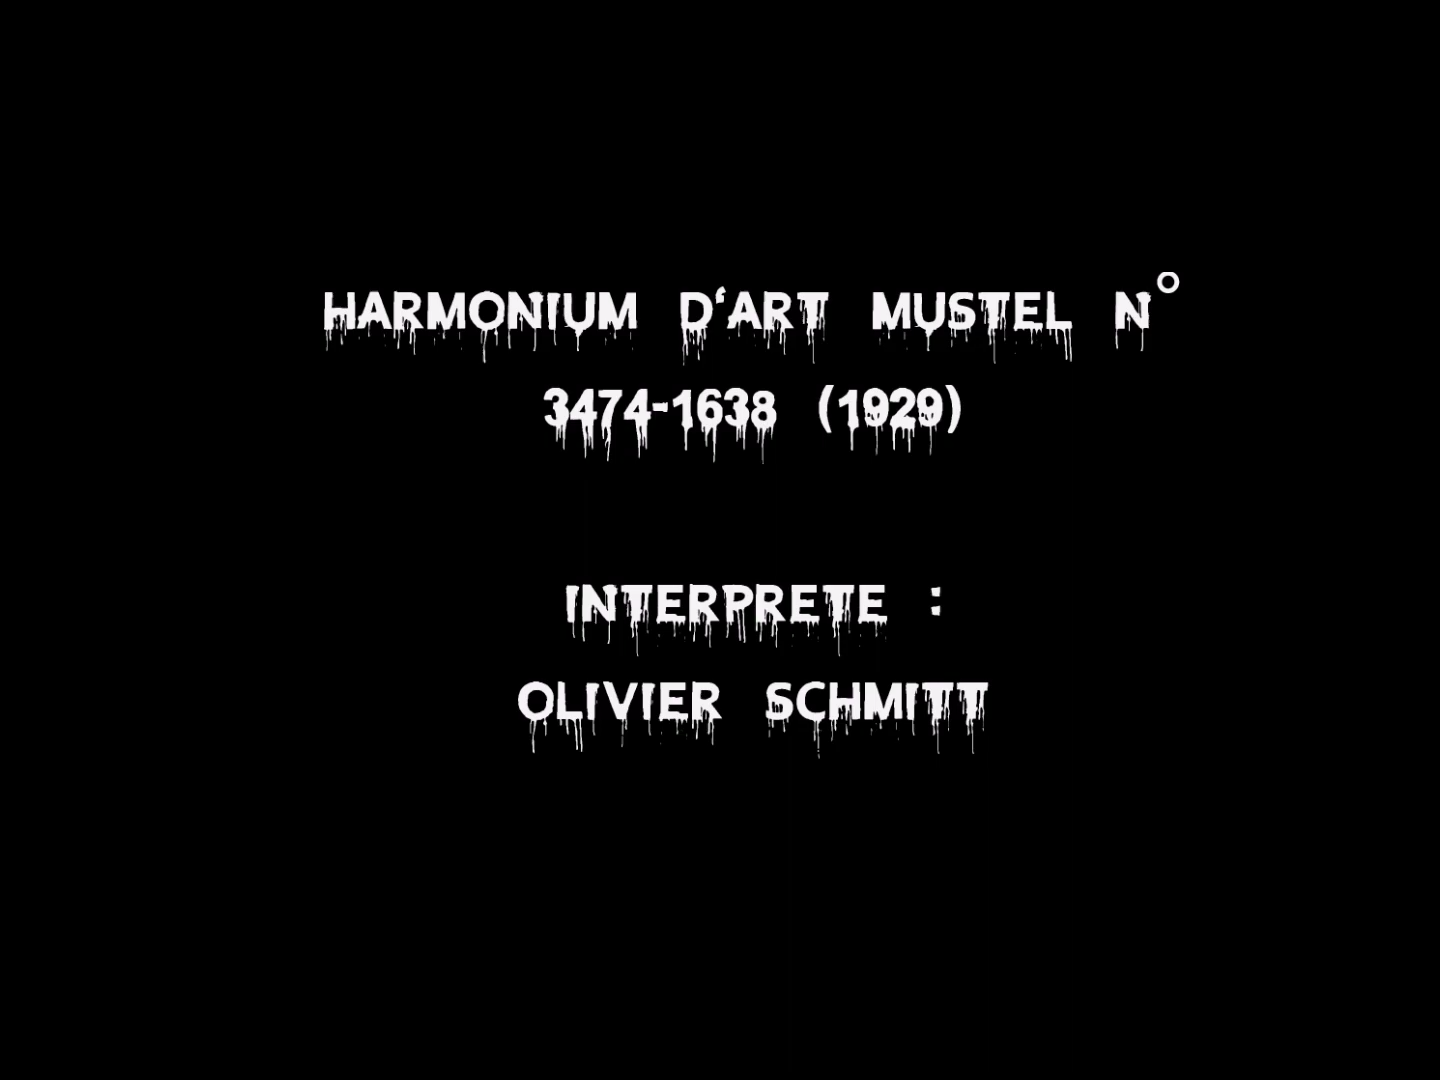 HARMONIUM D‘ART MUSTEL N°
3474-1638 (1929)
INTERPRETE :
OLIVIER SCHMITT